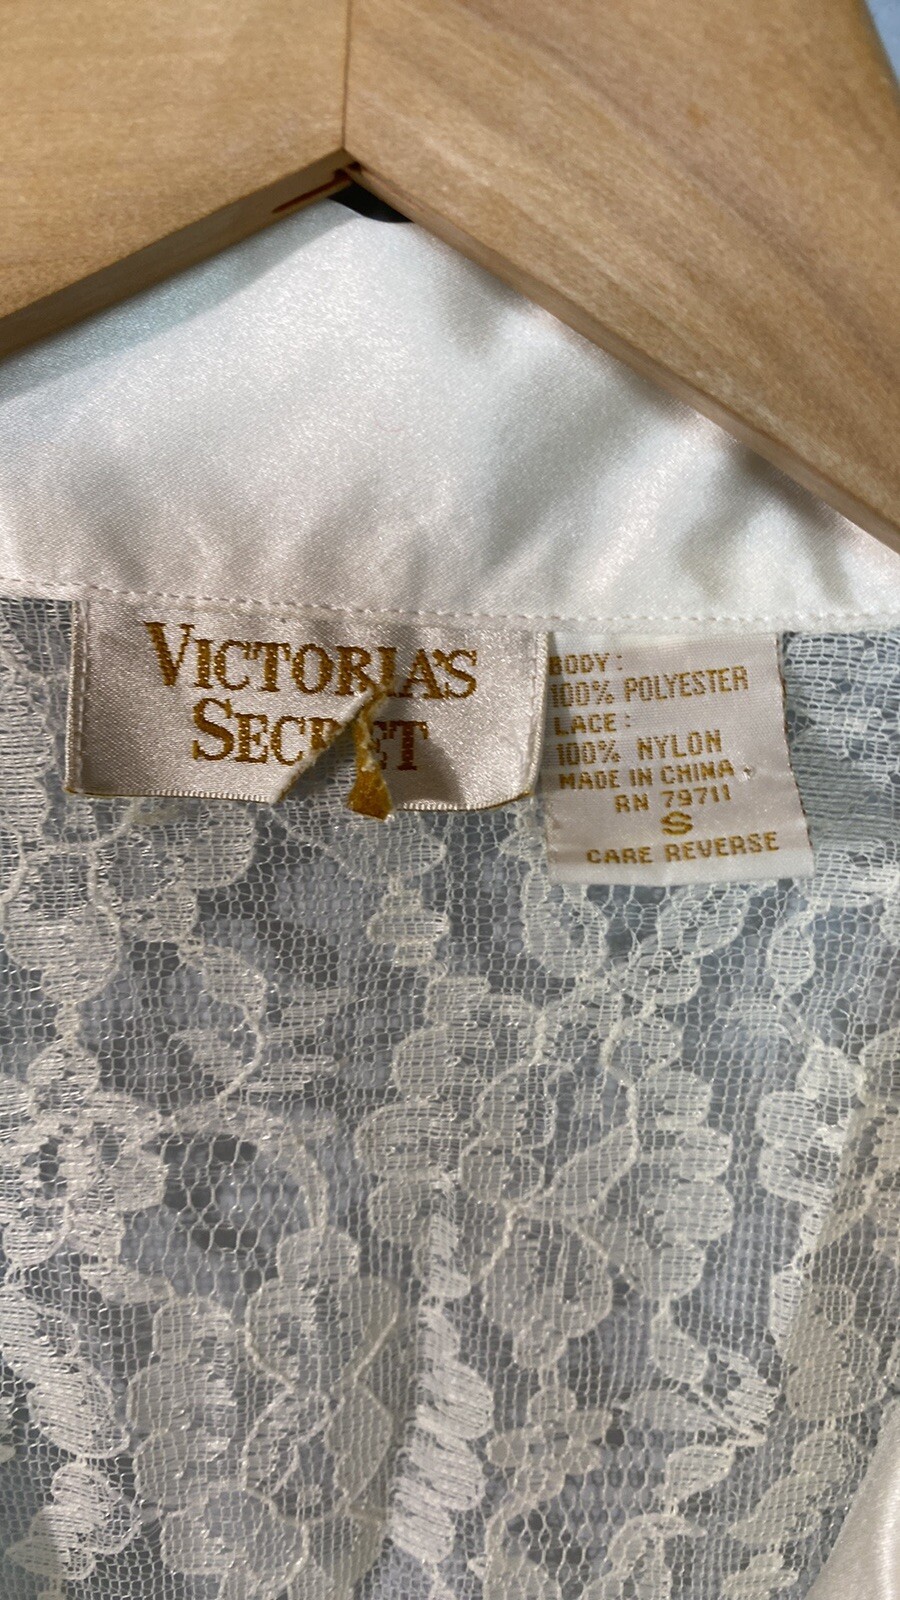 VICTORIA'S
SECRET
BODY:
100% POLYESTER
LACE:
100% NYLON
MADE IN CHINA
RN 79711
S
CARE REVERSE